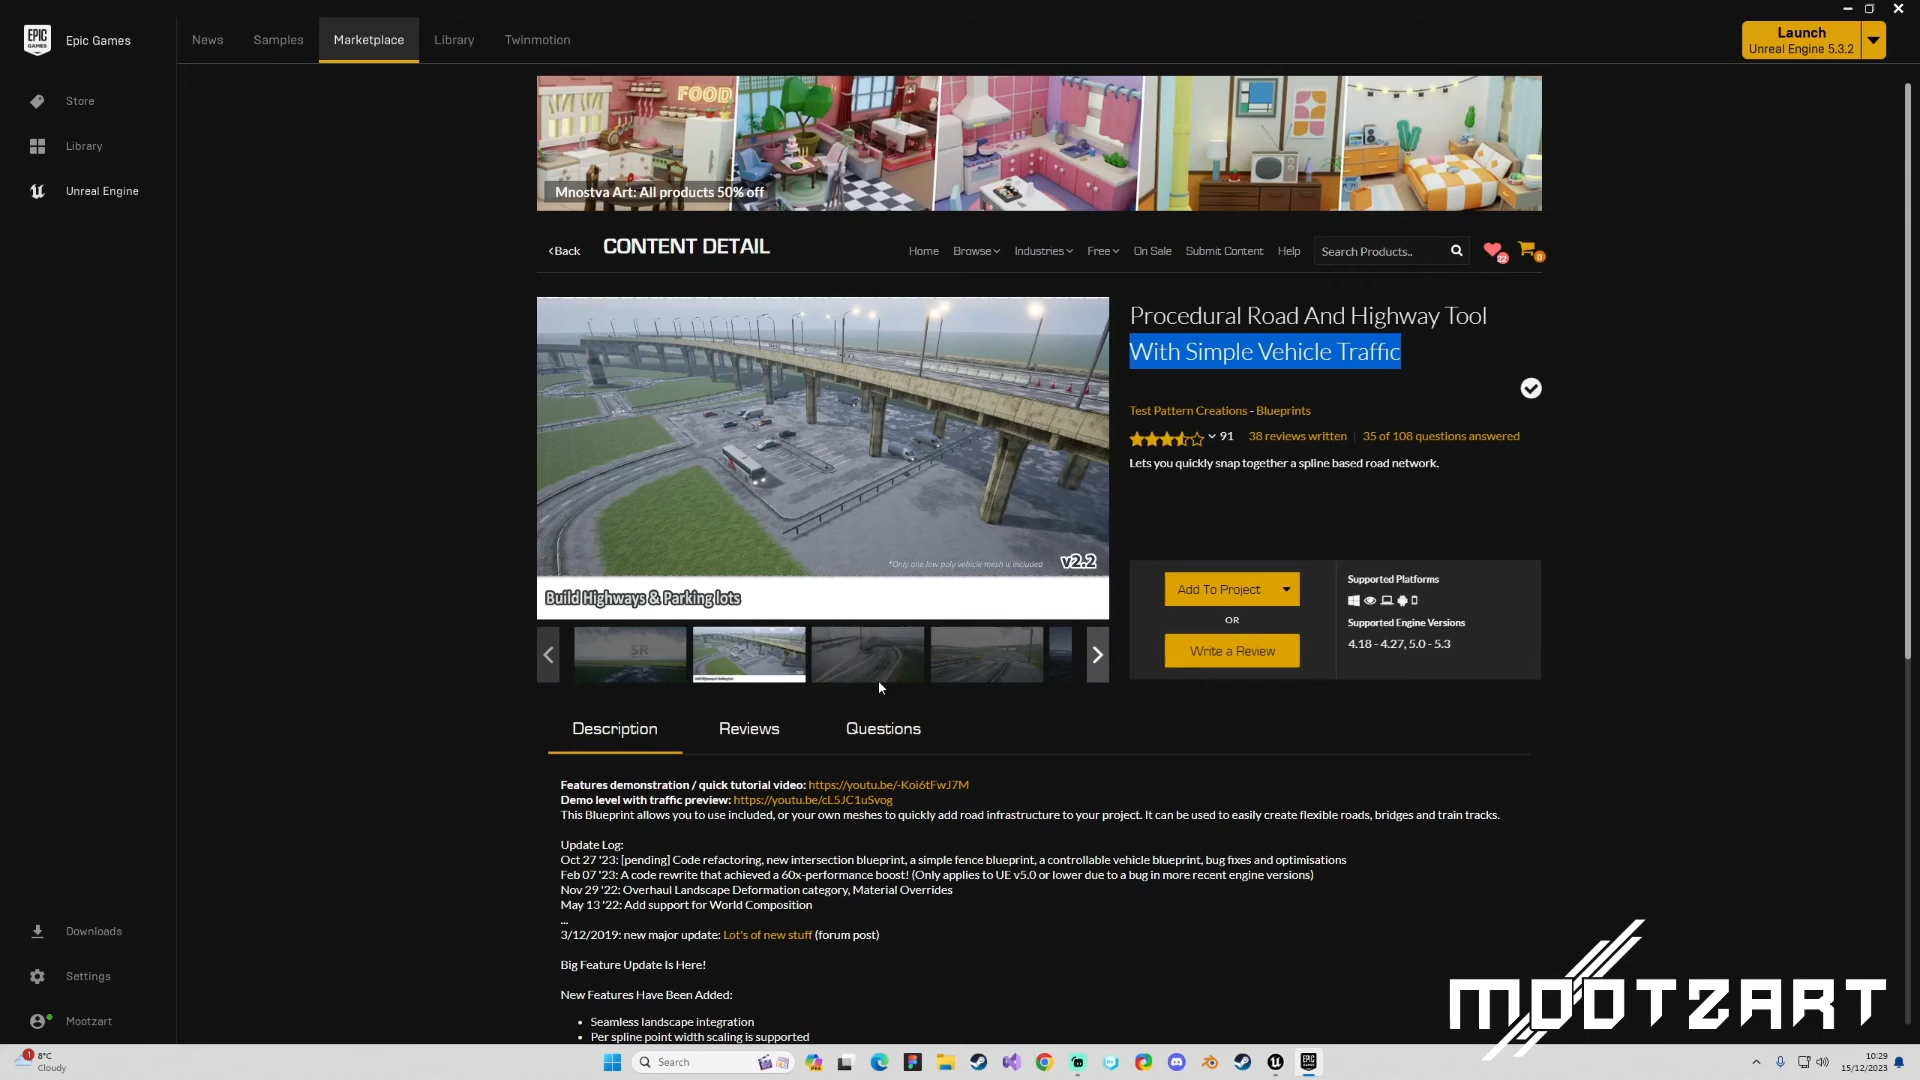 EPIC GAMES
Epic Games
News
Samples
Marketplace
Library
Twinmotion
Launch
Unreal Engine 5.3.2
Store
Library
Unreal Engine
FOOD
Mnostva Art: All products 50% off
Back
CONTENT DETAIL
Home
Browse
Industries
Free
On Sale
Submit Content
Help
Search Products..
22
0
Procedural Road And Highway Tool
With Simple Vehicle Traffic
Test Pattern Creations - Blueprints
91
38 reviews written
35 of 108 questions answered
Lets you quickly snap together a spline based road network.
*Only one low poly vehicle mesh is included
v2.2
Build Highways & Parking lots
SR
Add To Project
OR
Write a Review
Supported Platforms
Supported Engine Versions
4.18 - 4.27, 5.0 - 5.3
Description
Reviews
Questions
Features demonstration / quick tutorial video: https://youtu.be/-Koi6tFwJ7M
Demo level with traffic preview: https://youtu.be/cL5JC1uSvog
This Blueprint allows you to use included, or your own meshes to quickly add road infrastructure to your project. It can be used to easily create flexible roads, bridges and train tracks.
Update Log:
Oct 27 '23: [pending] Code refactoring, new intersection blueprint, a simple fence blueprint, a controllable vehicle blueprint, bug fixes and optimisations
Feb 07 '23: A code rewrite that achieved a 60x-performance boost! (Only applies to UE v5.0 or lower due to a bug in more recent engine versions)
Nov 29 '22: Overhaul Landscape Deformation category, Material Overrides
May 13 '22: Add support for World Composition
...
3/12/2019: new major update: Lot's of new stuff (forum post)
Big Feature Update Is Here!
New Features Have Been Added:
• Seamless landscape integration
• Per spline point width scaling is supported
Downloads
Settings
Mootzart
MOOTZART
1
8°C
Cloudy
Search
10:29
15/12/2023